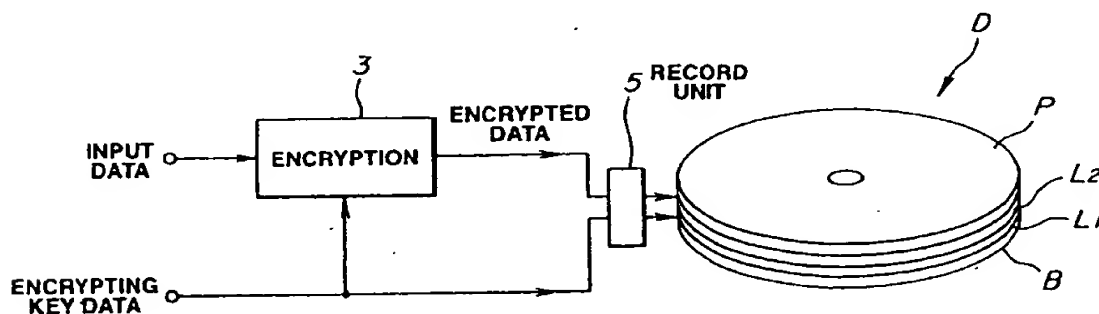 D
3
5 RECORD
UNIT
P
ENCRYPTED
DATA
INPUT
DATA
ENCRYPTION
L2
L1
B
ENCRYPTING
KEY DATA